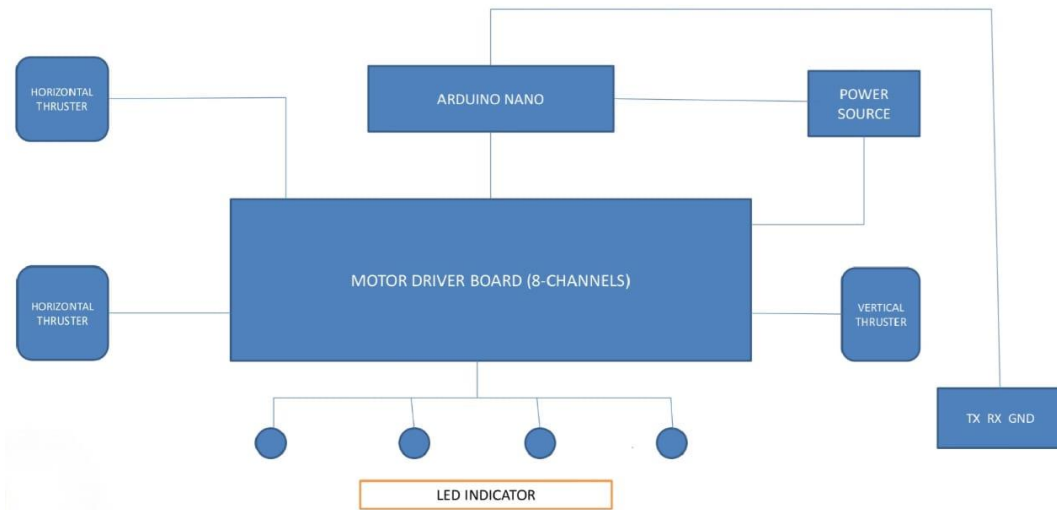 HORIZONTAL
THRUSTER
ARDUINO NANO
POWER
SOURCE
MOTOR DRIVER BOARD (8-CHANNELS)
HORIZONTAL
THRUSTER
VERTICAL
THRUSTER
TX RX GND
LED INDICATOR